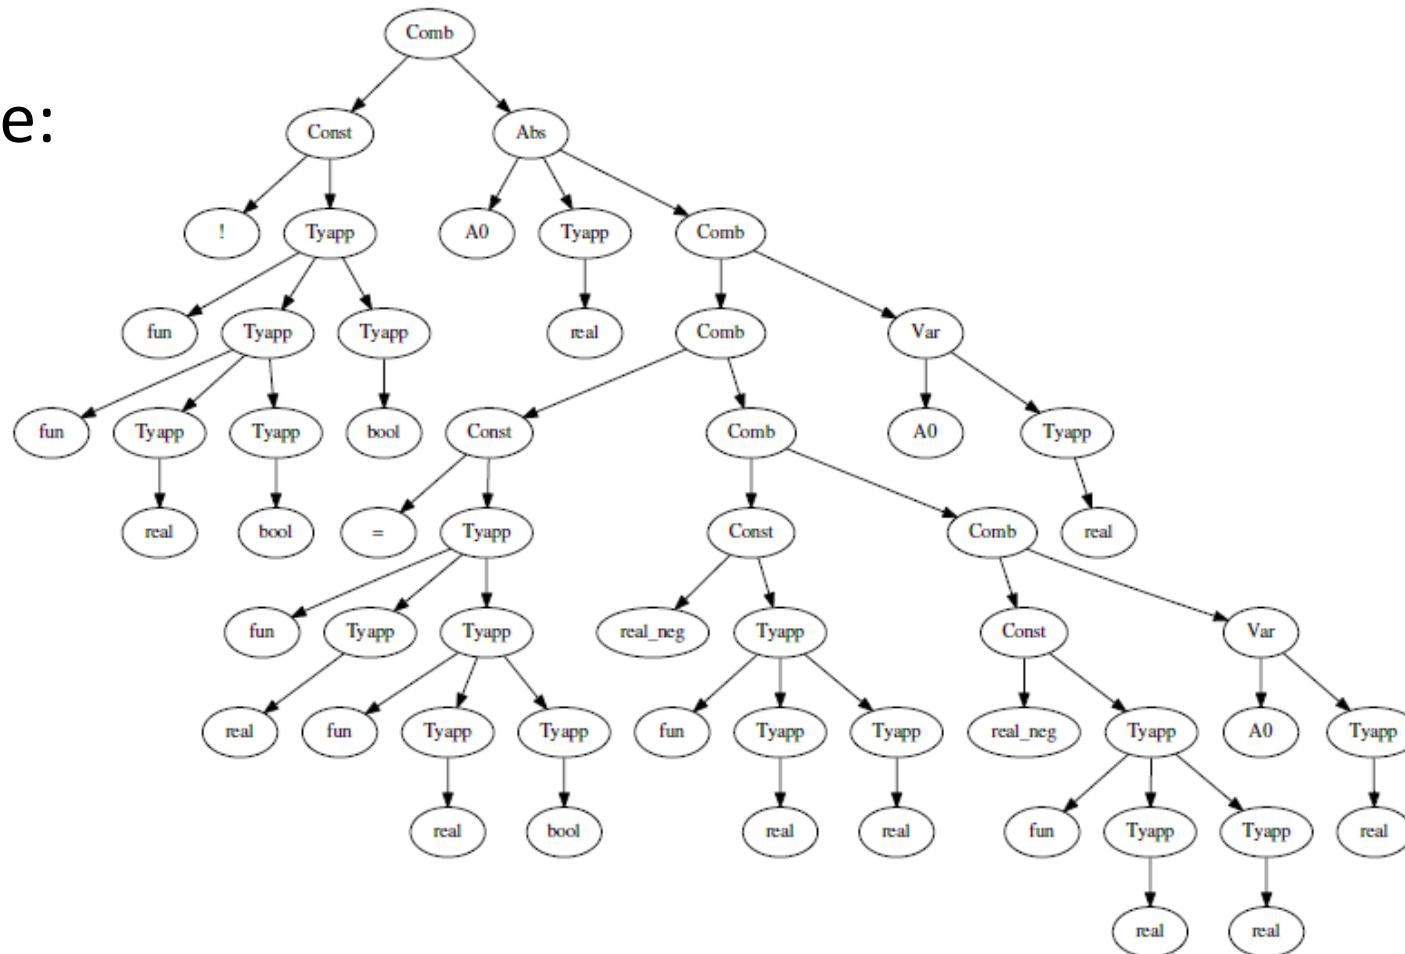 Comb
e:
Const Abs
! Tyapp A0 Tyapp Comb
fun Tyapp Tyapp real Comb Var
fun Tyapp Tyapp bool Const Comb A0 Tyapp
real bool = Tyapp Const Comb real
fun Tyapp Tyapp real_neg Tyapp Const Var
real fun Tyapp Tyapp fun Tyapp Tyapp real_neg Tyapp A0 Tyapp
real bool real real fun Tyapp Tyapp real
real real